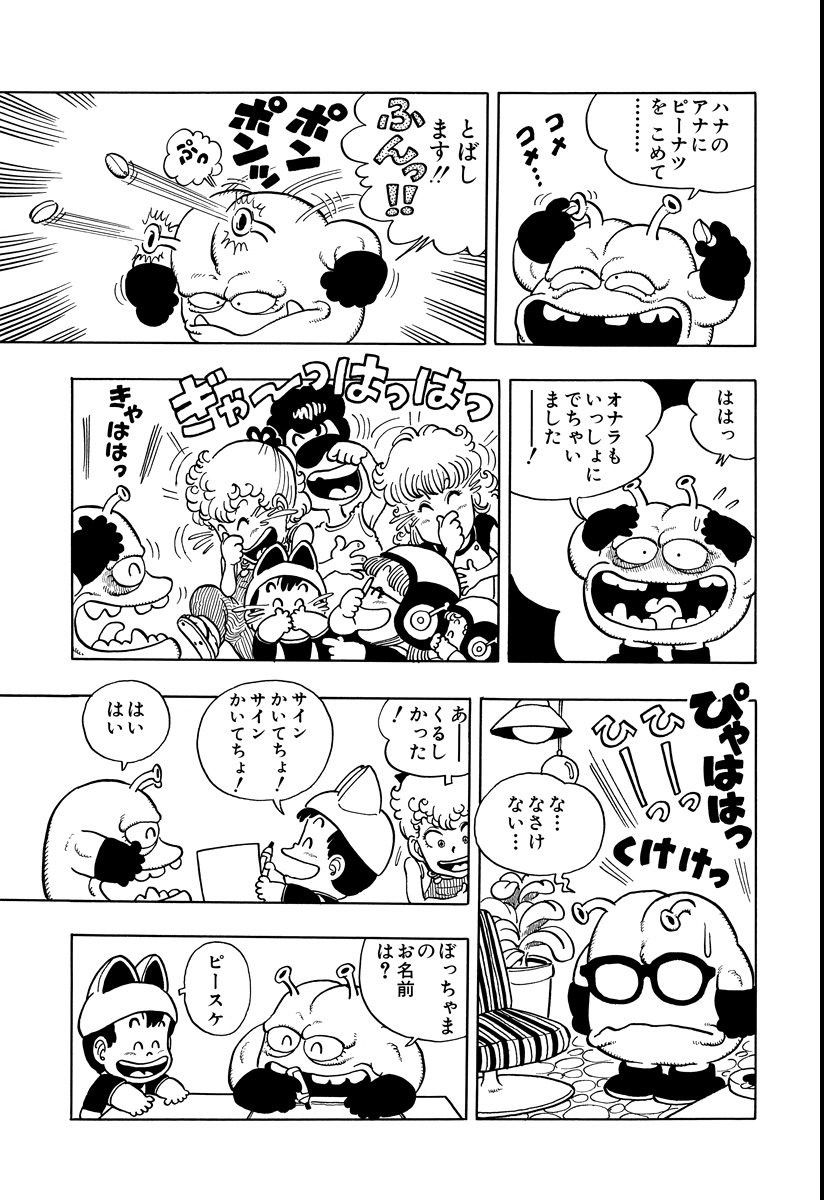 ハナの
アナに
ピーナツ
を こめて
………
コメ
コメ…
とばし
ます!!
ふんっ!!
ポン
ポンッ
ぷっ
ははっ
オナラも
いっしょに
でちゃい
ました
──!
ぎゃ〜〜っはっはっ
きゃははっ
ぴゃははっ
ひ
ひーっ
くけけっ
な…
なさけ
ない…
あ──
くるし
かった
!
サイン
かいてちょ!
サイン
かいてちょ!
はい
はい
ぼっちゃま
の
お名前
は?
ピースケ